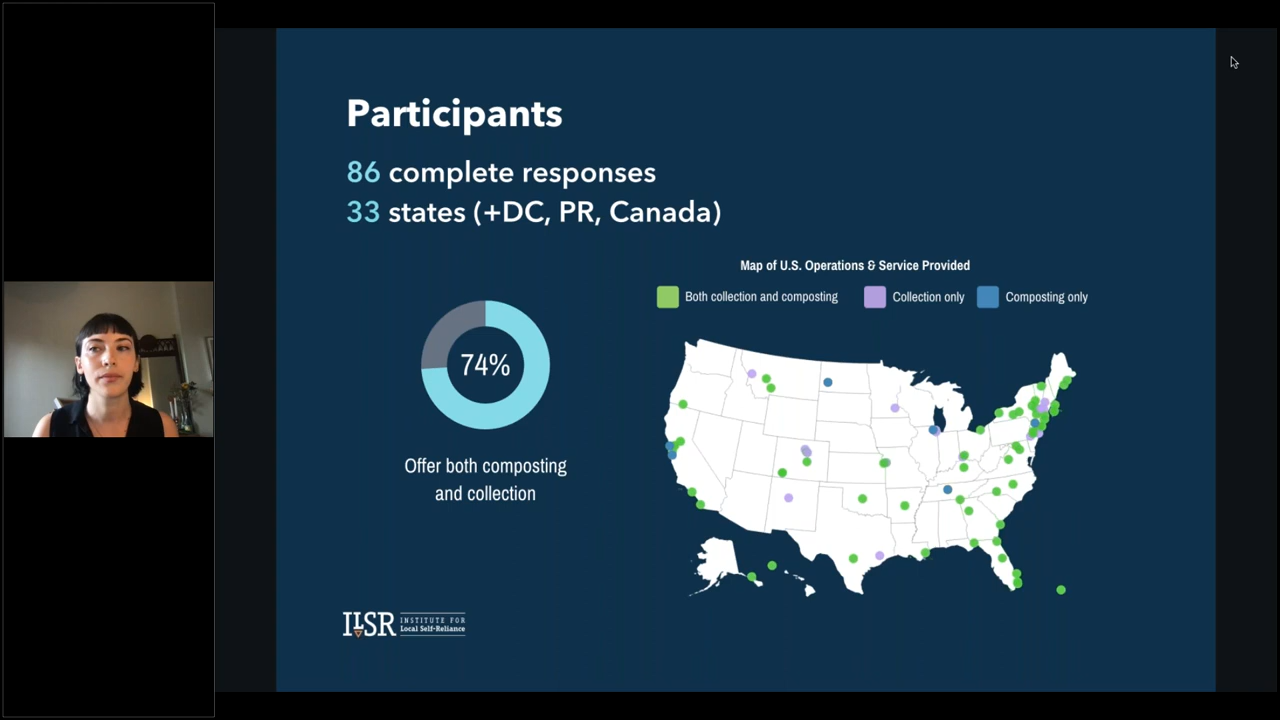 Participants
86 complete responses
33 states (+DC, PR, Canada)
Map of U.S. Operations & Service Provided
Both collection and composting
Collection only
Composting only
74%
Offer both composting
and collection
ILSR
INSTITUTE FOR
Local Self-Reliance